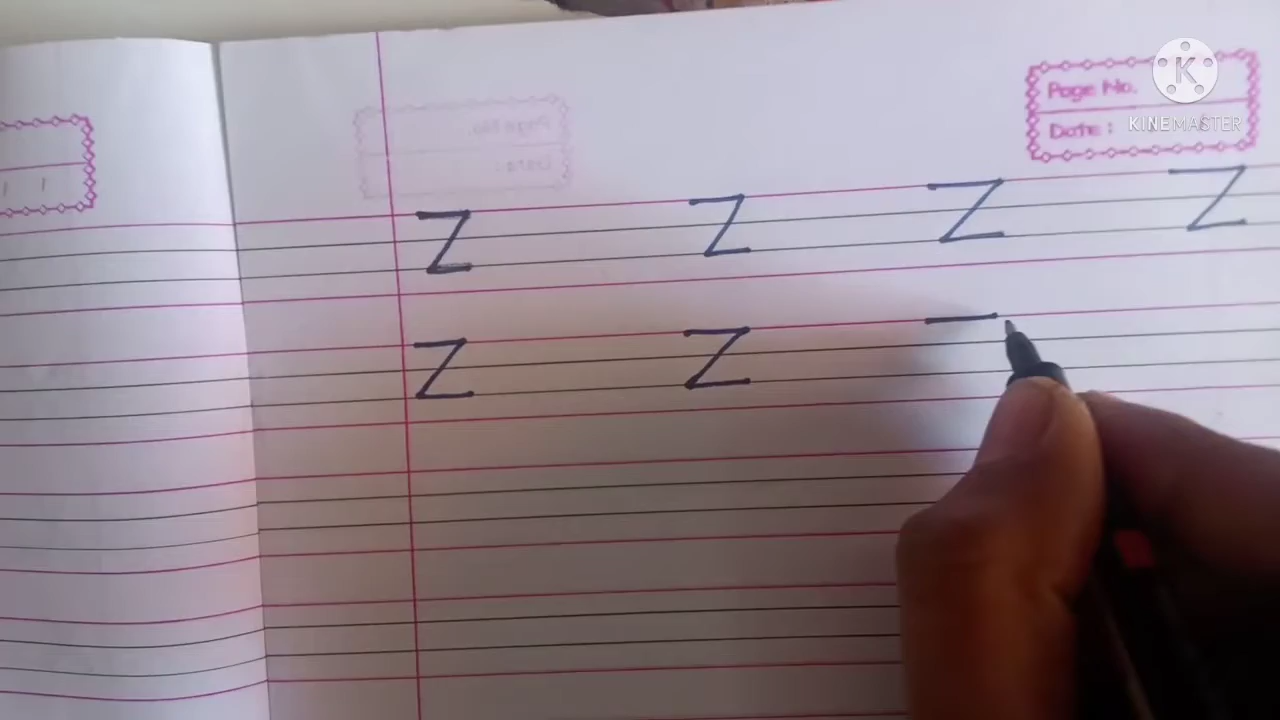 Page No.
Date :
K
KINEMASTER
Z Z Z Z
Z Z